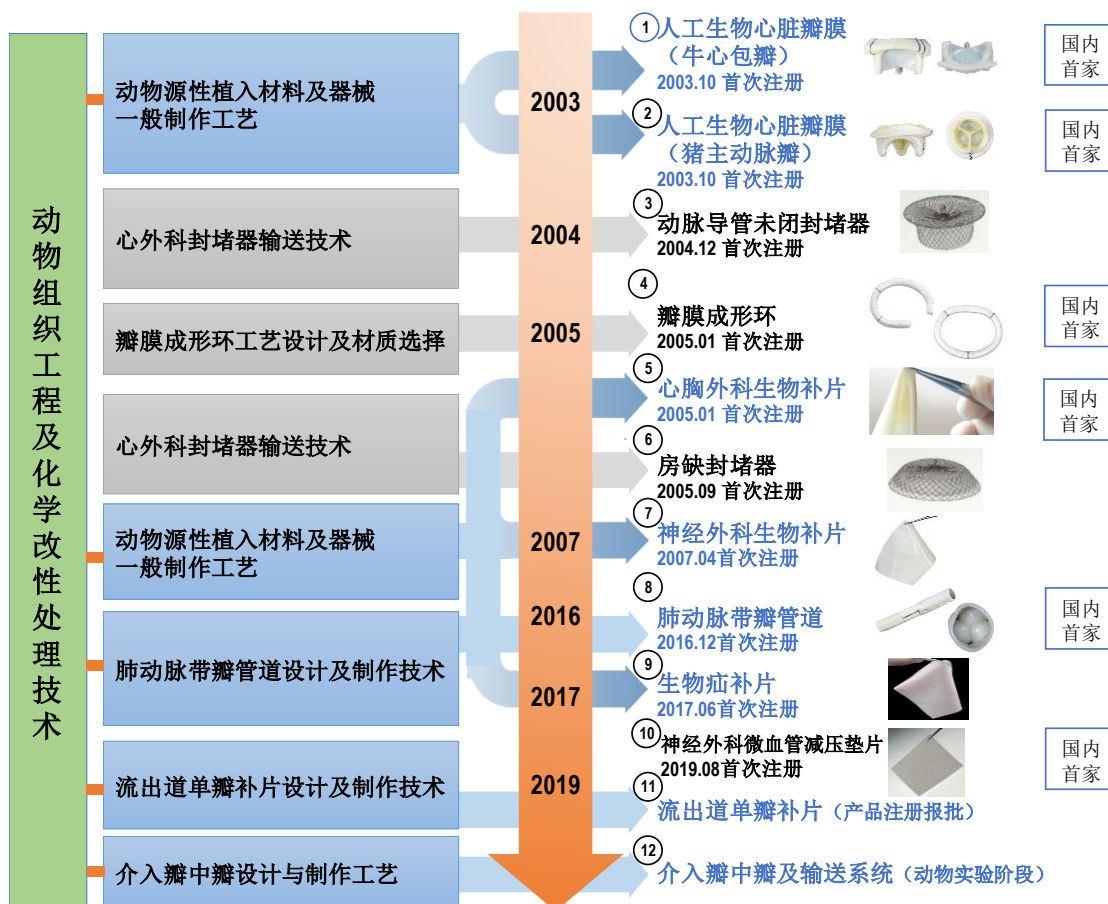 动物组织工程及化学改性处理技术
动物源性植入材料及器械
一般制作工艺
心外科封堵器输送技术
瓣膜成形环工艺设计及材质选择
心外科封堵器输送技术
动物源性植入材料及器械
一般制作工艺
肺动脉带瓣管道设计及制作技术
流出道单瓣补片设计及制作技术
介入瓣中瓣设计与制作工艺
2003
2004
2005
2007
2016
2017
2019
1 人工生物心脏瓣膜
（牛心包瓣）
2003.10 首次注册
国内
首家
2 人工生物心脏瓣膜
（猪主动脉瓣）
2003.10 首次注册
国内
首家
3
动脉导管未闭封堵器
2004.12 首次注册
4
瓣膜成形环
2005.01 首次注册
国内
首家
5
心胸外科生物补片
2005.01 首次注册
国内
首家
6
房缺封堵器
2005.09 首次注册
7
神经外科生物补片
2007.04首次注册
8
肺动脉带瓣管道
2016.12首次注册
国内
首家
9
生物疝补片
2017.06首次注册
10
神经外科微血管减压垫片
2019.08首次注册
国内
首家
11
流出道单瓣补片（产品注册报批）
12
介入瓣中瓣及输送系统（动物实验阶段）